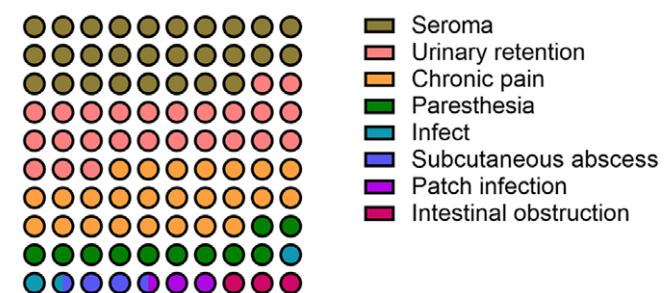 Seroma
Urinary retention
Chronic pain
Paresthesia
Infect
Subcutaneous abscess
Patch infection
Intestinal obstruction